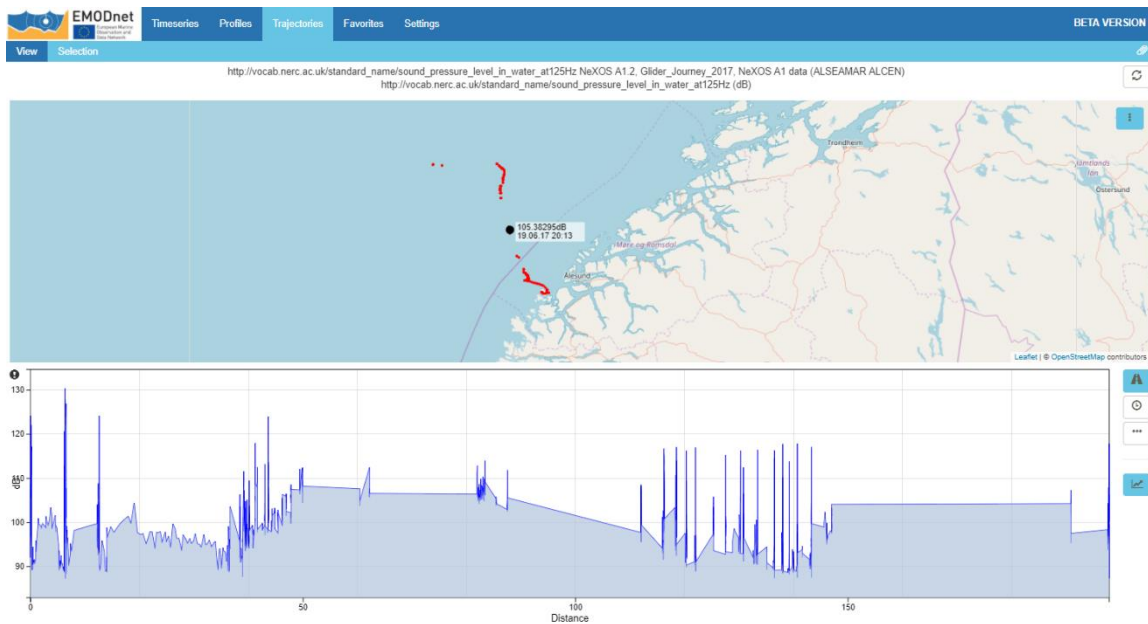 EMODnet
European Marine
Observation and
Data Network
Timeseries
Profiles
Trajectories
Favorites
Settings
BETA VERSION
View
Selection
http://vocab.nerc.ac.uk/standard_name/sound_pressure_level_in_water_at125Hz NeXOS A1.2, Glider_Journey_2017, NeXOS A1 data (ALSEAMAR ALCEN)
http://vocab.nerc.ac.uk/standard_name/sound_pressure_level_in_water_at125Hz (dB)
Trondheim
Jämtlands
län
Östersund
105.38295dB
19.06.17 20:13
Møre og Romsdal
Ålesund
Leaflet | © OpenStreetMap contributors
130
120
110
dB
100
90
0
50
100
150
Distance